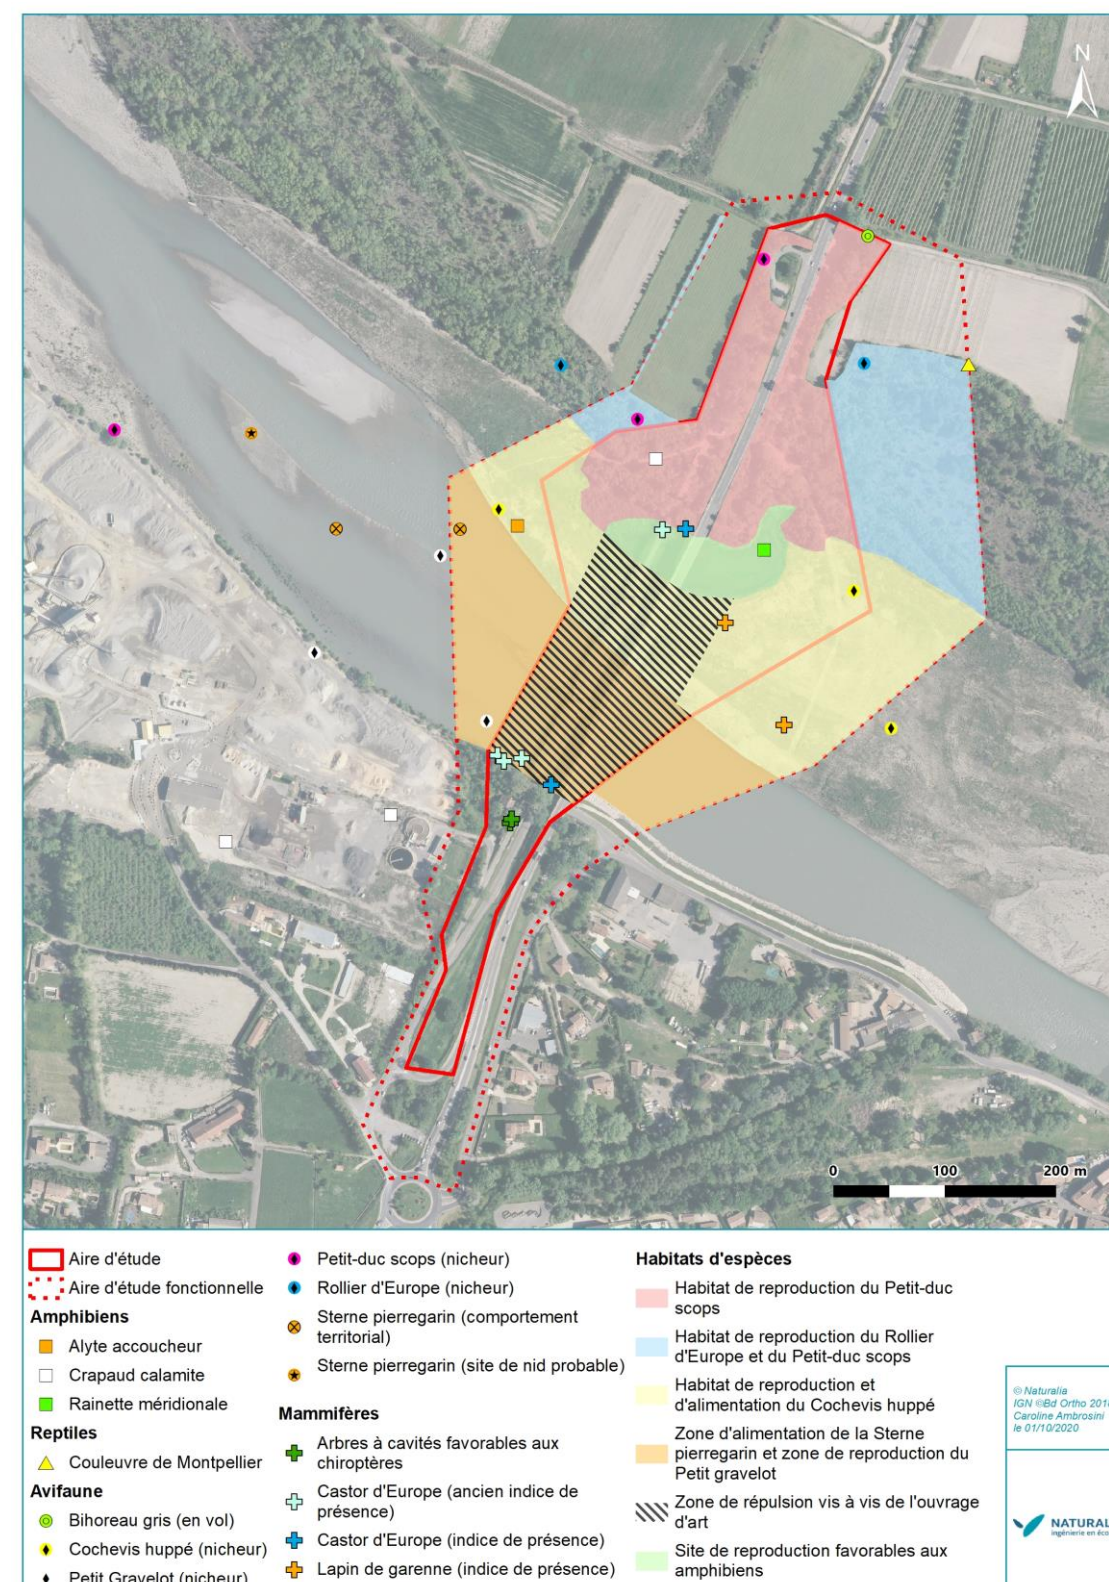 N
0 100 200 m
Aire d'étude
Aire d'étude fonctionnelle
Amphibiens
Alyte accoucheur
Crapaud calamite
Rainette méridionale
Reptiles
Couleuvre de Montpellier
Avifaune
Bihoreau gris (en vol)
Cochevis huppé (nicheur)
Petit Gravelot (nicheur)
Petit-duc scops (nicheur)
Rollier d'Europe (nicheur)
Sterne pierregarin (comportement
territorial)
Sterne pierregarin (site de nid probable)
Mammifères
Arbres à cavités favorables aux
chiroptères
Castor d'Europe (ancien indice de
présence)
Castor d'Europe (indice de présence)
Lapin de garenne (indice de présence)
Habitats d'espèces
Habitat de reproduction du Petit-duc
scops
Habitat de reproduction du Rollier
d'Europe et du Petit-duc scops
Habitat de reproduction et
d'alimentation du Cochevis huppé
Zone d'alimentation de la Sterne
pierregarin et zone de reproduction du
Petit gravelot
Zone de répulsion vis à vis de l'ouvrage
d'art
Site de reproduction favorables aux
amphibiens
© Naturalia
IGN ©Bd Ortho
Caroline Ambrosini
le 01/10/2020
NATURAL
ingénierie en